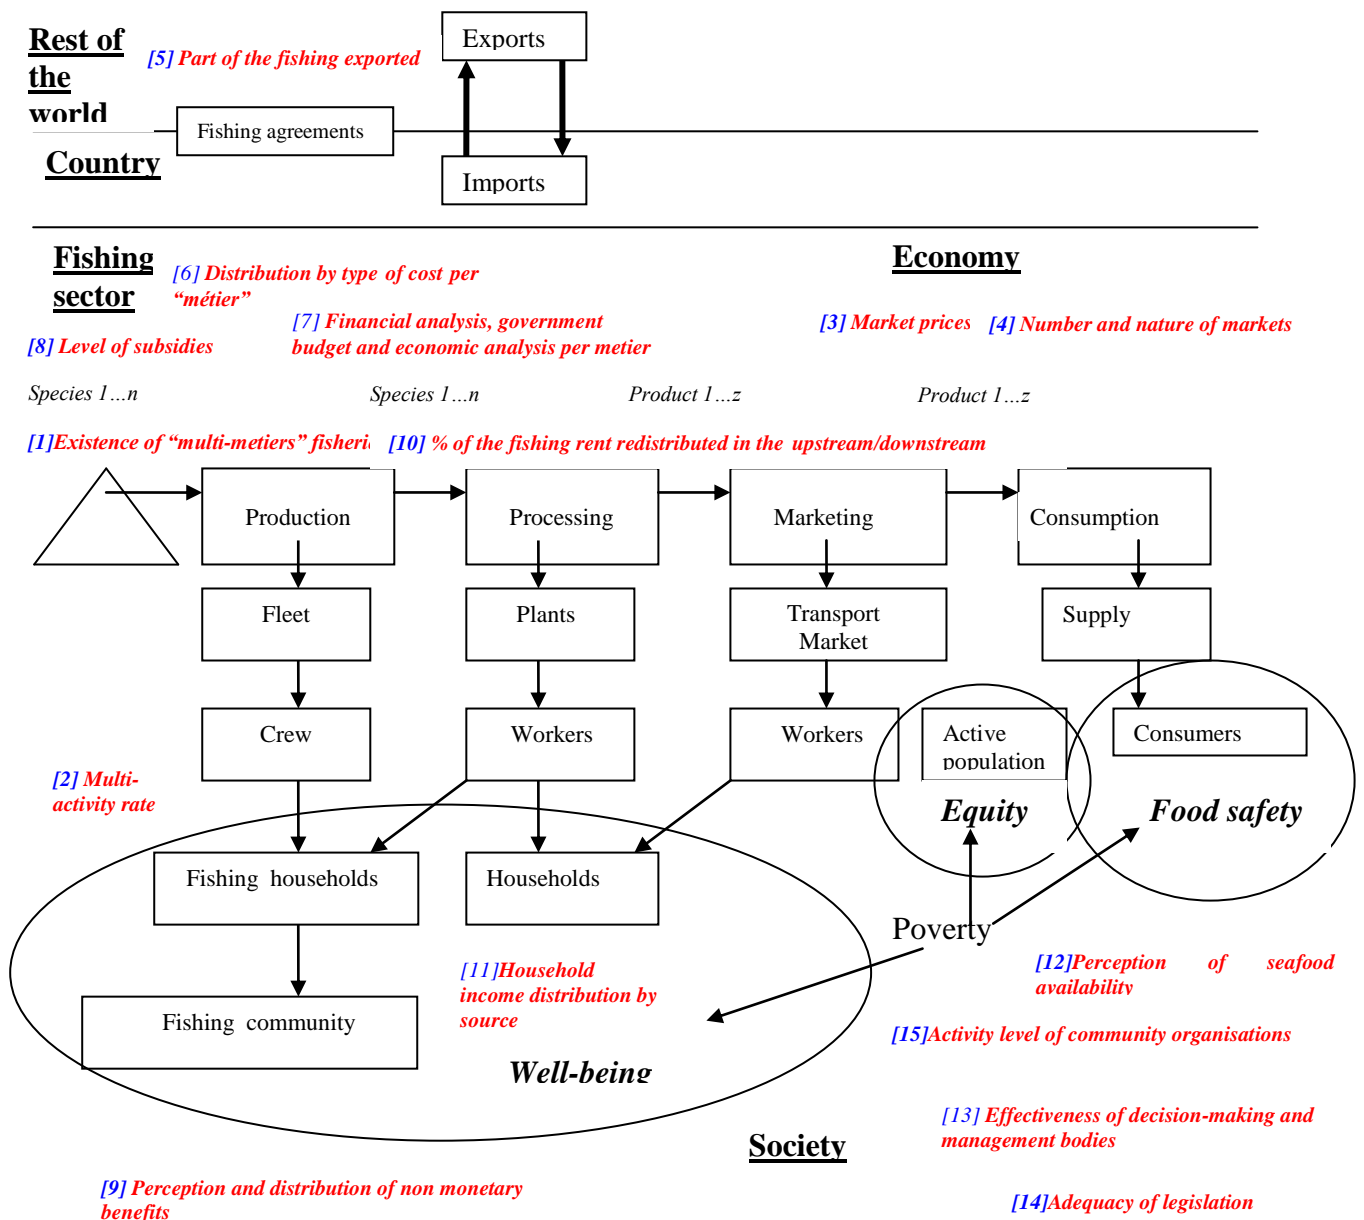 Rest of
the
world
[5] Part of the fishing exported
Exports
Fishing agreements
Country
Imports
Fishing
sector
[6] Distribution by type of cost per
“métier”
Economy
[7] Financial analysis, government
budget and economic analysis per metier
[3] Market prices
[4] Number and nature of markets
[8] Level of subsidies
Species 1…n
Species 1…n
Product 1…z
Product 1…z
[1]Existence of “multi-metiers” fisheri
[10] % of the fishing rent redistributed in the upstream/downstream
Production
Processing
Marketing
Consumption
Fleet
Plants
Transport
Market
Supply
Crew
Workers
Workers
Active
population
Consumers
[2] Multi-
activity rate
Equity
Food safety
Fishing households
Households
Poverty
[11]Household
income distribution by
source
[12]Perception of seafood
availability
Fishing community
[15]Activity level of community organisations
Well-being
[13] Effectiveness of decision-making and
management bodies
Society
[9] Perception and distribution of non monetary
benefits
[14]Adequacy of legislation